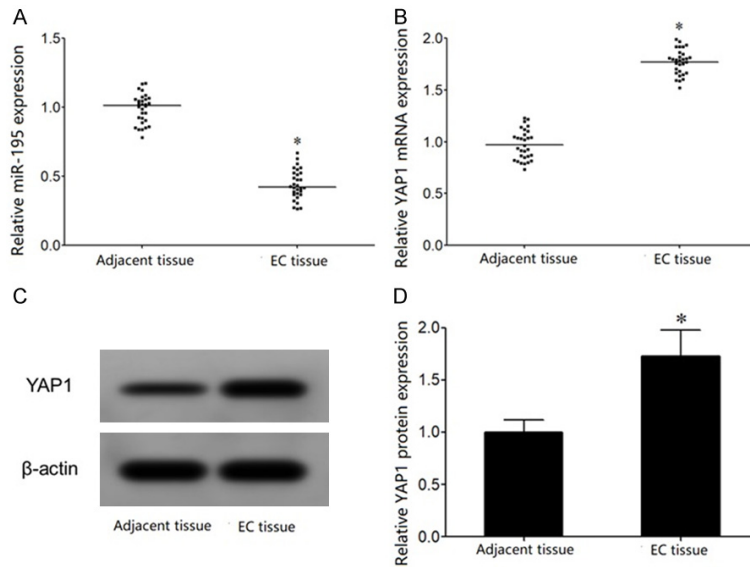 A
Relative miR-195 expression
1.5
1.0
0.5
0.0
*
Adjacent tissue
EC tissue
B
Relative YAP1 mRNA expression
2.0
1.5
1.0
0.5
0.0
*
Adjacent tissue
EC tissue
C
YAP1
β-actin
Adjacent tissue
EC tissue
D
Relative YAP1 protein expression
2.0
1.5
1.0
0.5
0.0
*
Adjacent tissue
EC tissue